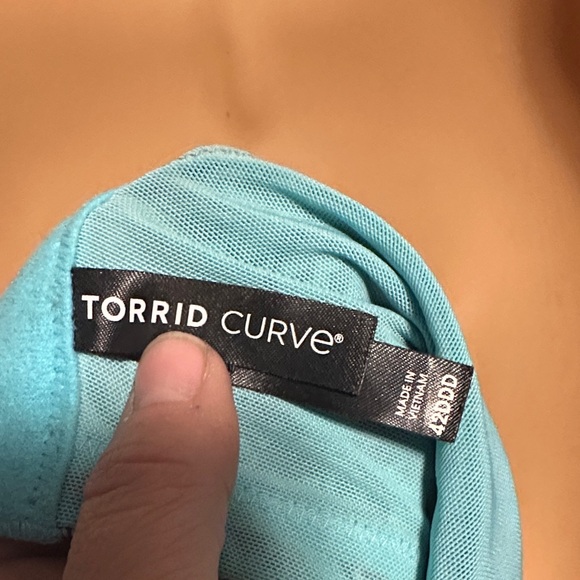 TORRID CURVe®
MADE IN
VIETNAM
42DDD